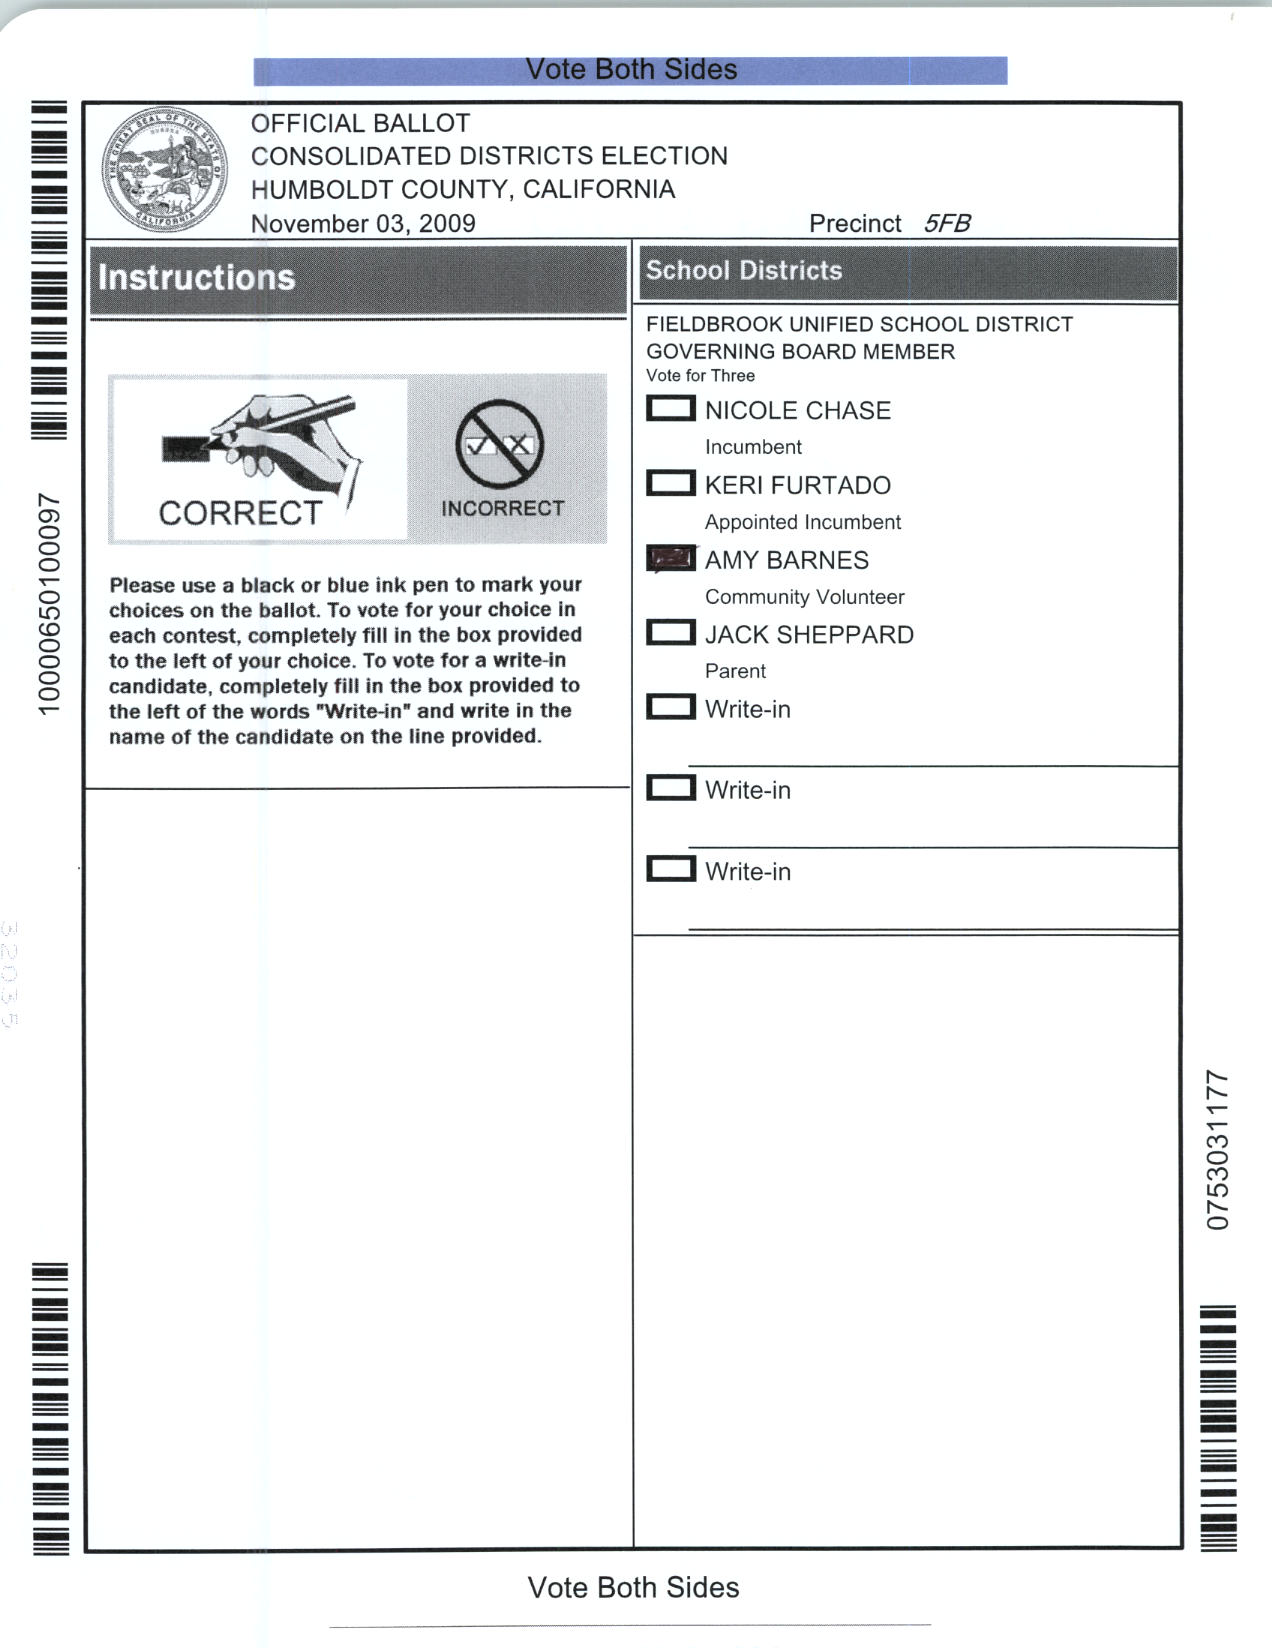 Vote Both Sides
OFFICIAL BALLOT
CONSOLIDATED DISTRICTS ELECTION
HUMBOLDT COUNTY, CALIFORNIA
November 03, 2009
Precinct 5FB
THE GREAT SEAL OF THE STATE OF CALIFORNIA
EUREKA
Instructions
CORRECT
INCORRECT
Please use a black or blue ink pen to mark your
choices on the ballot. To vote for your choice in
each contest, completely fill in the box provided
to the left of your choice. To vote for a write-in
candidate, completely fill in the box provided to
the left of the words "Write-in" and write in the
name of the candidate on the line provided.
School Districts
FIELDBROOK UNIFIED SCHOOL DISTRICT
GOVERNING BOARD MEMBER
Vote for Three
NICOLE CHASE
Incumbent
KERI FURTADO
Appointed Incumbent
AMY BARNES
Community Volunteer
JACK SHEPPARD
Parent
Write-in
Write-in
Write-in
10000650100097
32035
0753031177
Vote Both Sides